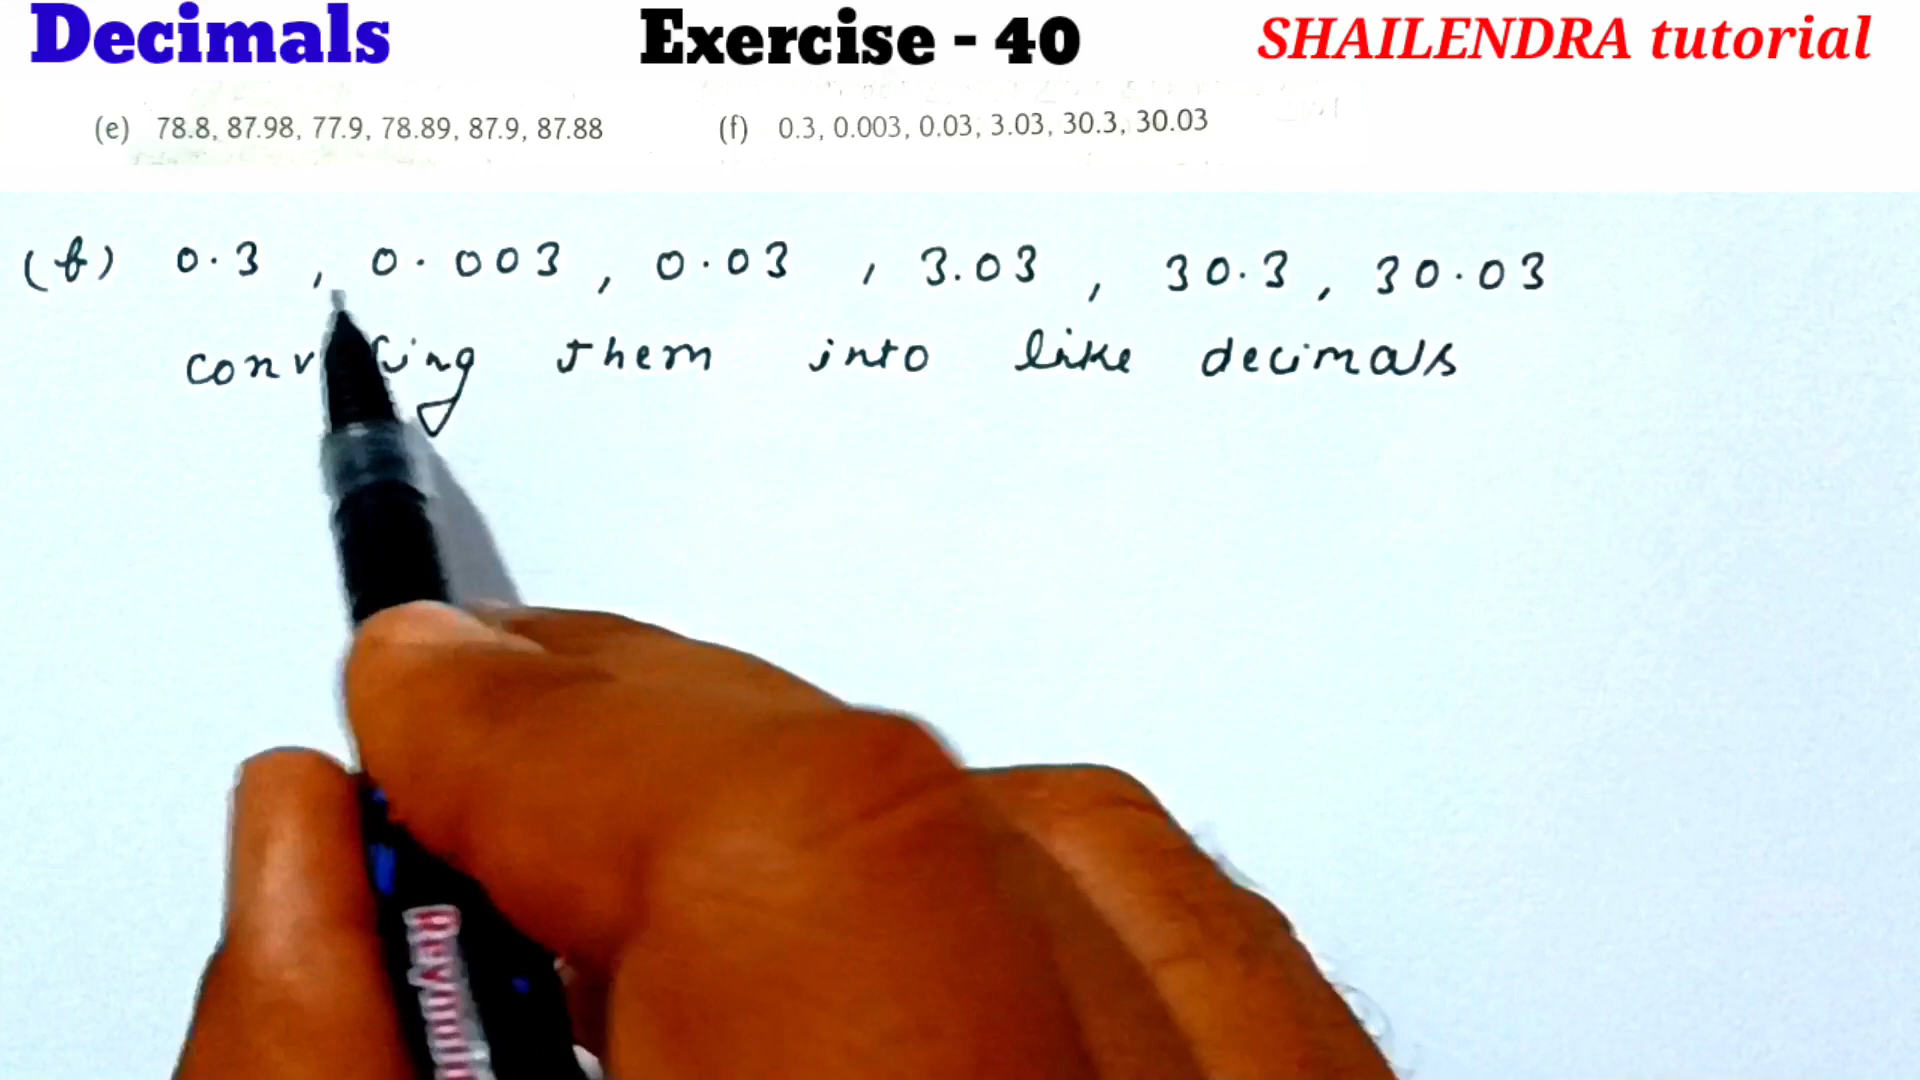 Decimals Exercise - 40 SHAILENDRA tutorial
(e) 78.8, 87.98, 77.9, 78.89, 87.9, 87.88 (f) 0.3, 0.003, 0.03, 3.03, 30.3, 30.03
(f) 0.3 , 0.003 , 0.03 , 3.03 , 30.3 , 30.03
them into like decimals